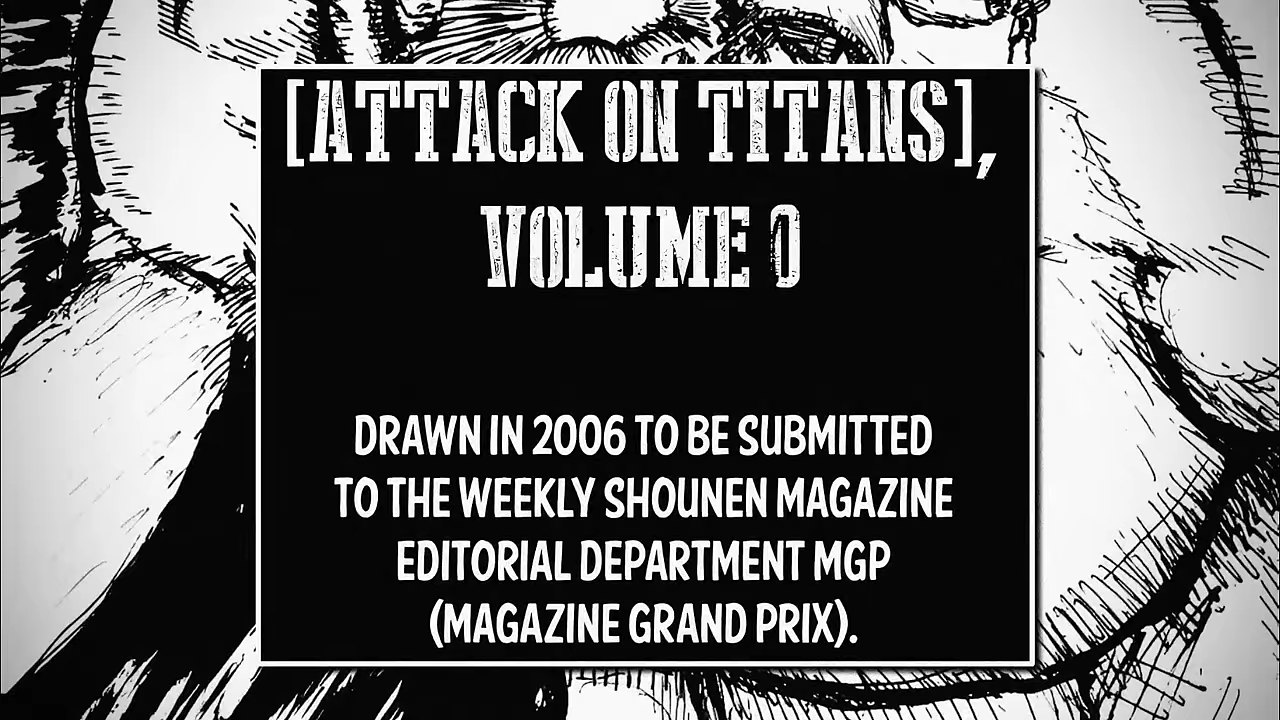 [ATTACK ON TITANS],
VOLUME 0
DRAWN IN 2006 TO BE SUBMITTED
TO THE WEEKLY SHOUNEN MAGAZINE
EDITORIAL DEPARTMENT MGP
(MAGAZINE GRAND PRIX).